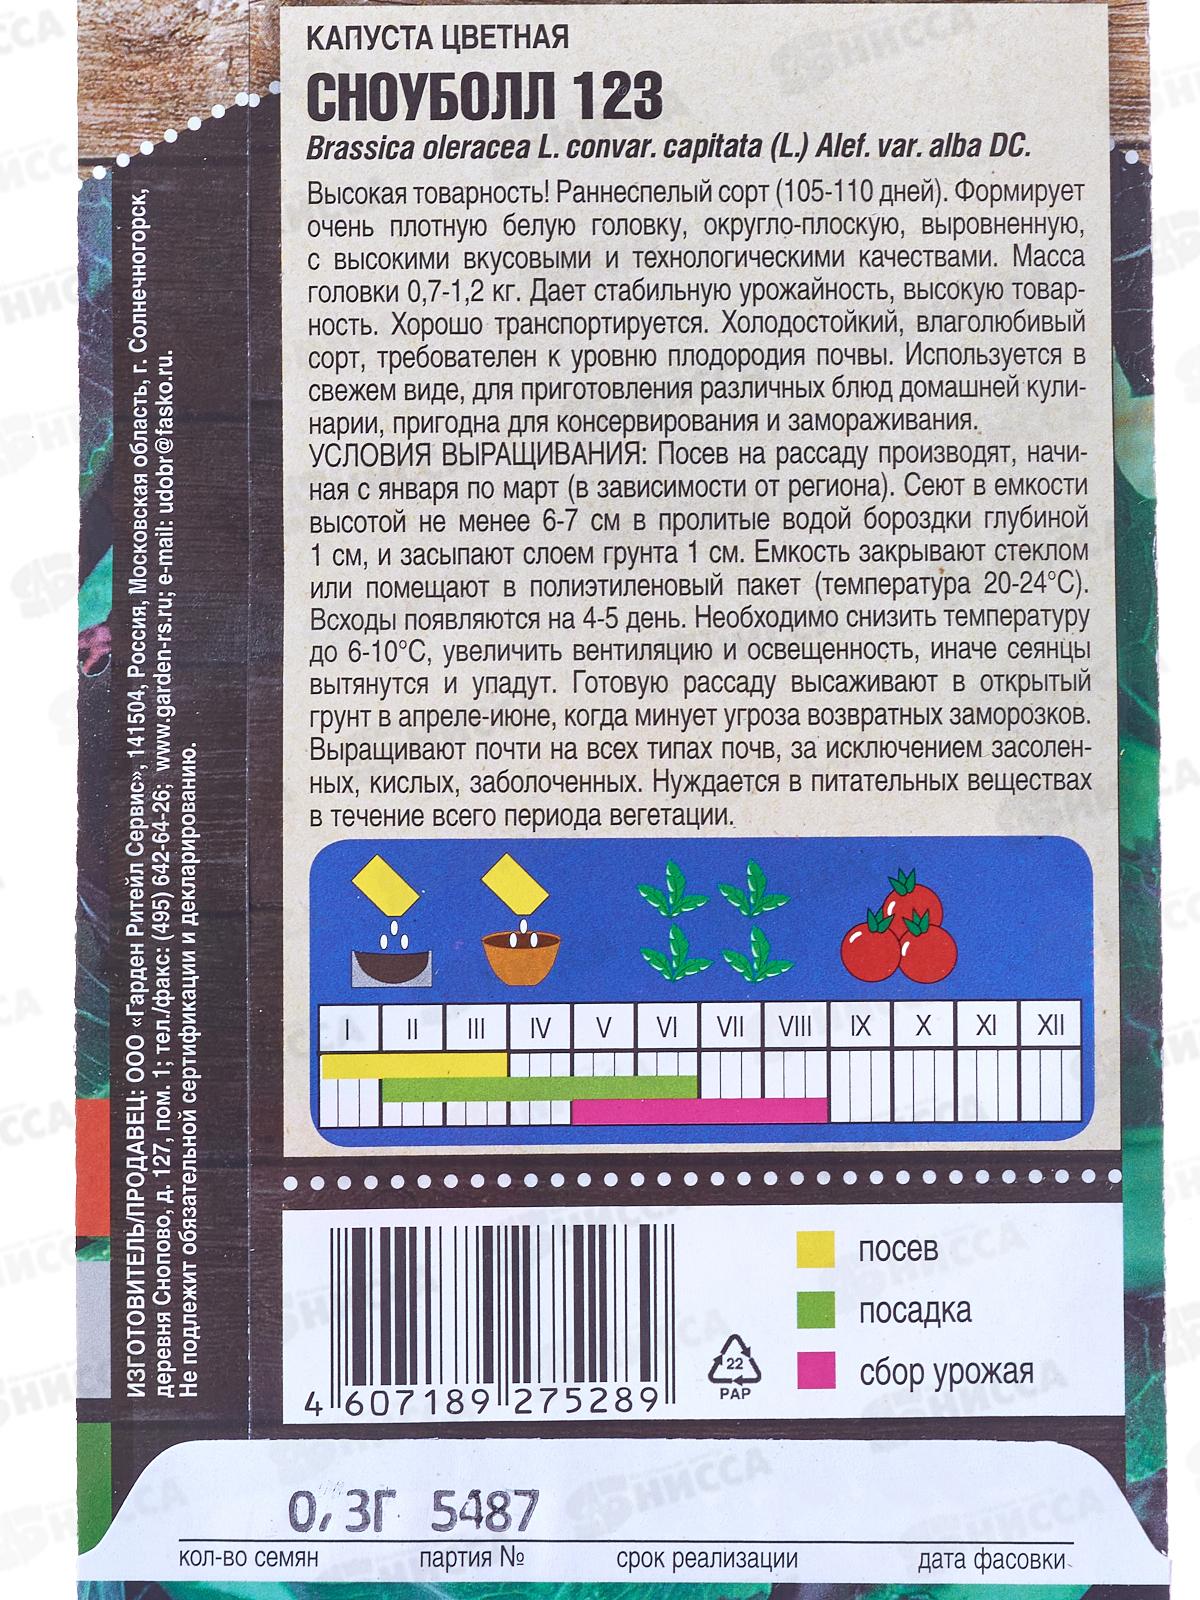 КАПУСТА ЦВЕТНАЯ
СНОУБОЛЛ 123
Brassica oleracea L. convar. capitata (L.) Alef. var. alba DC.
Высокая товарность! Раннеспелый сорт (105-110 дней). Формирует
очень плотную белую головку, округло-плоскую, выровненную,
с высокими вкусовыми и технологическими качествами. Масса
головки 0,7-1,2 кг. Дает стабильную урожайность, высокую товар-
ность. Хорошо транспортируется. Холодостойкий, влаголюбивый
сорт, требователен к уровню плодородия почвы. Используется в
свежем виде, для приготовления различных блюд домашней кули-
нарии, пригодна для консервирования и замораживания.
УСЛОВИЯ ВЫРАЩИВАНИЯ: Посев на рассаду производят, начи-
ная с января по март (в зависимости от региона). Сеют в емкости
высотой не менее 6-7 см в пролитые водой бороздки глубиной
1 см, и засыпают слоем грунта 1 см. Емкость закрывают стеклом
или помещают в полиэтиленовый пакет (температура 20-24°С).
Всходы появляются на 4-5 день. Необходимо снизить температуру
до 6-10°С, увеличить вентиляцию и освещенность, иначе сеянцы
вытянутся и упадут. Готовую рассаду высаживают в открытый
грунт в апреле-июне, когда минует угроза возвратных заморозков.
Выращивают почти на всех типах почв, за исключением засолен-
ных, кислых, заболоченных. Нуждается в питательных веществах
в течение всего периода вегетации.
I II III IV V VI VII VIII IX X XI XII
посев
посадка
сбор урожая
22
PAP
4 607189 275289
0,3Г 5487
кол-во семян партия № срок реализации дата фасовки
ИЗГОТОВИТЕЛЬ/ПРОДАВЕЦ: ООО «Гарден Ритейл Сервис», 141504, Россия, Московская область, г. Солнечногорск,
деревня Снопово, д. 127, пом. 1; тел./факс: (495) 642-64-26; www.garden-rs.ru; e-mail: udobr@fasko.ru.
Не подлежит обязательной сертификации и декларированию.